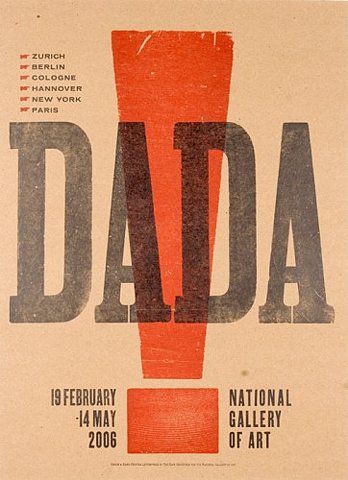 ZURICH
BERLIN
COLOGNE
HANNOVER
NEW YORK
PARIS
DADA
!
19 FEBRUARY
-14 MAY
2006
NATIONAL
GALLERY
OF ART